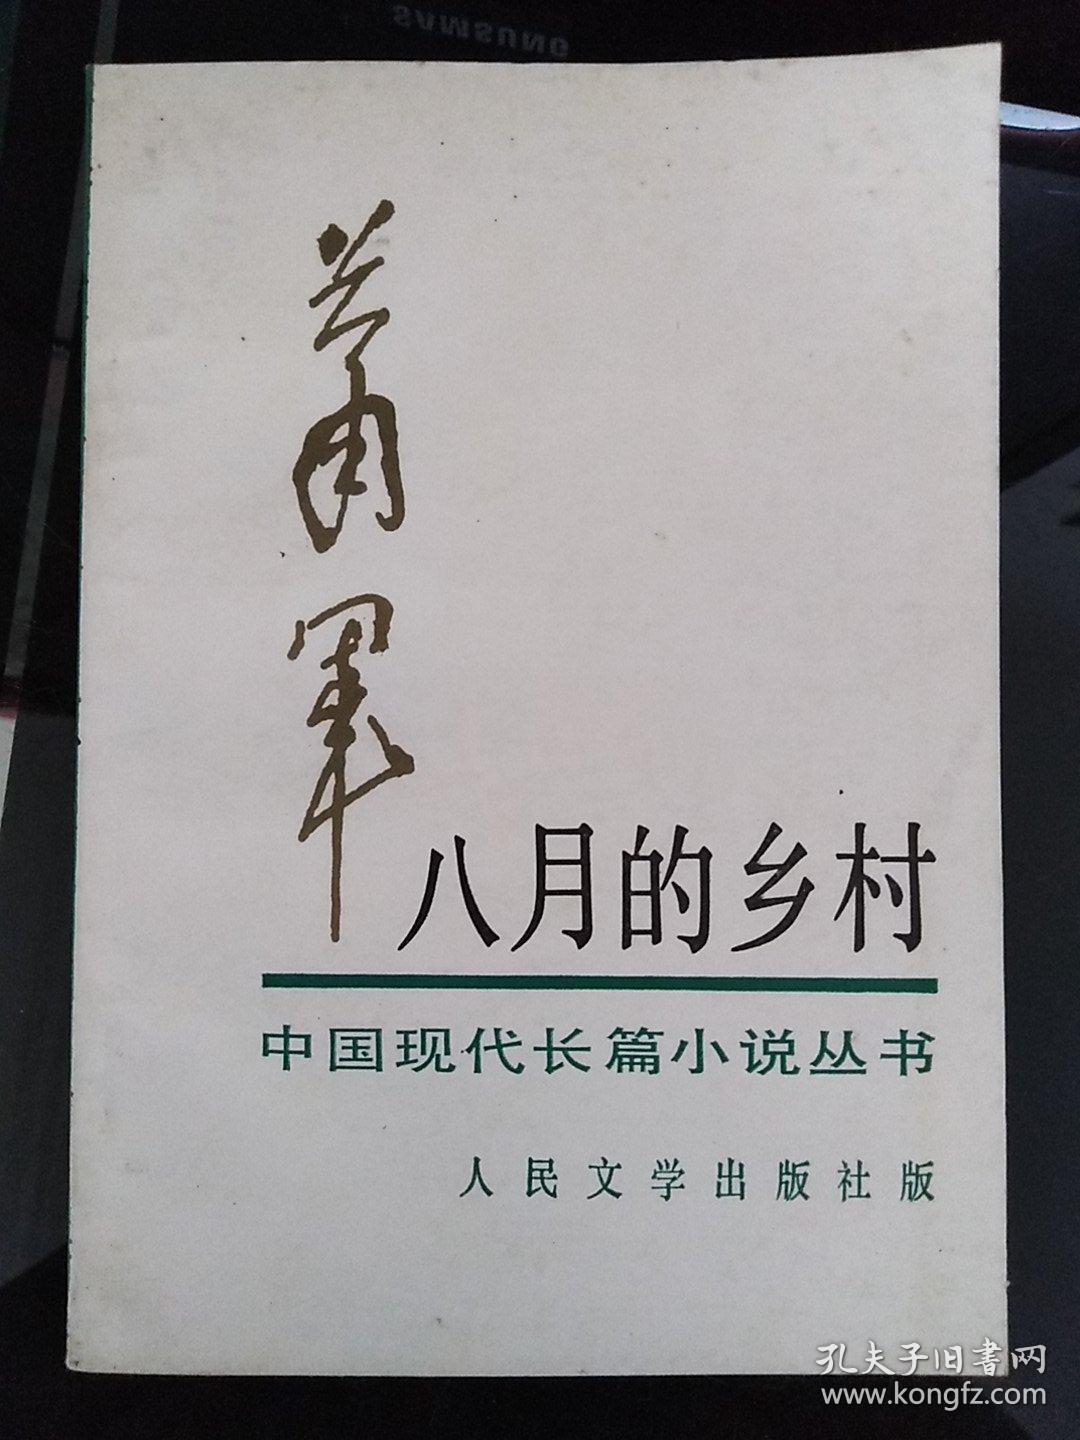 SAMSUNG
萧军
八月的乡村
中国现代长篇小说丛书
人民文学出版社版
孔夫子旧書网
www.kongfz.com